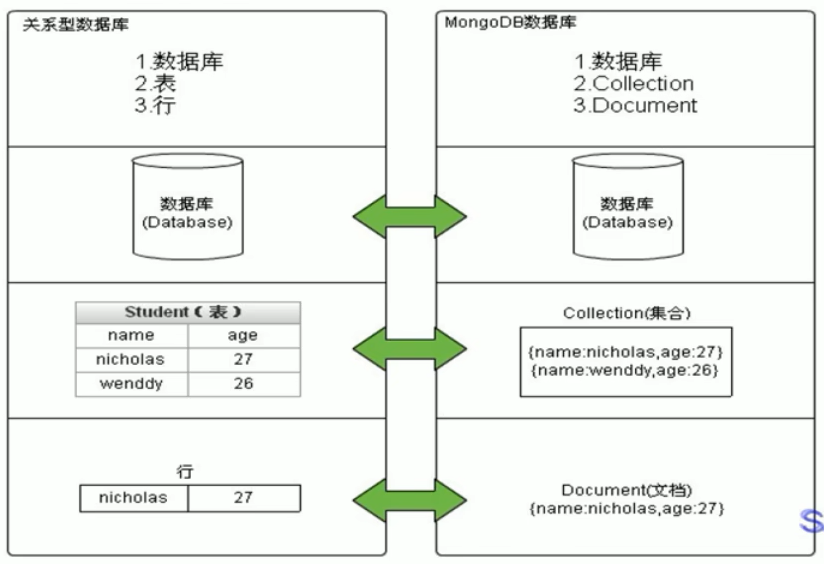 关系型数据库
1.数据库
2.表
3.行
数据库
(Database)
Student(表)
name age
nicholas 27
wenddy 26
行
nicholas 27
MongoDB数据库
1.数据库
2.Collection
3.Document
数据库
(Database)
Collection(集合)
{name:nicholas,age:27}
{name:wenddy,age:26}
Document(文档)
{name:nicholas,age:27}
S